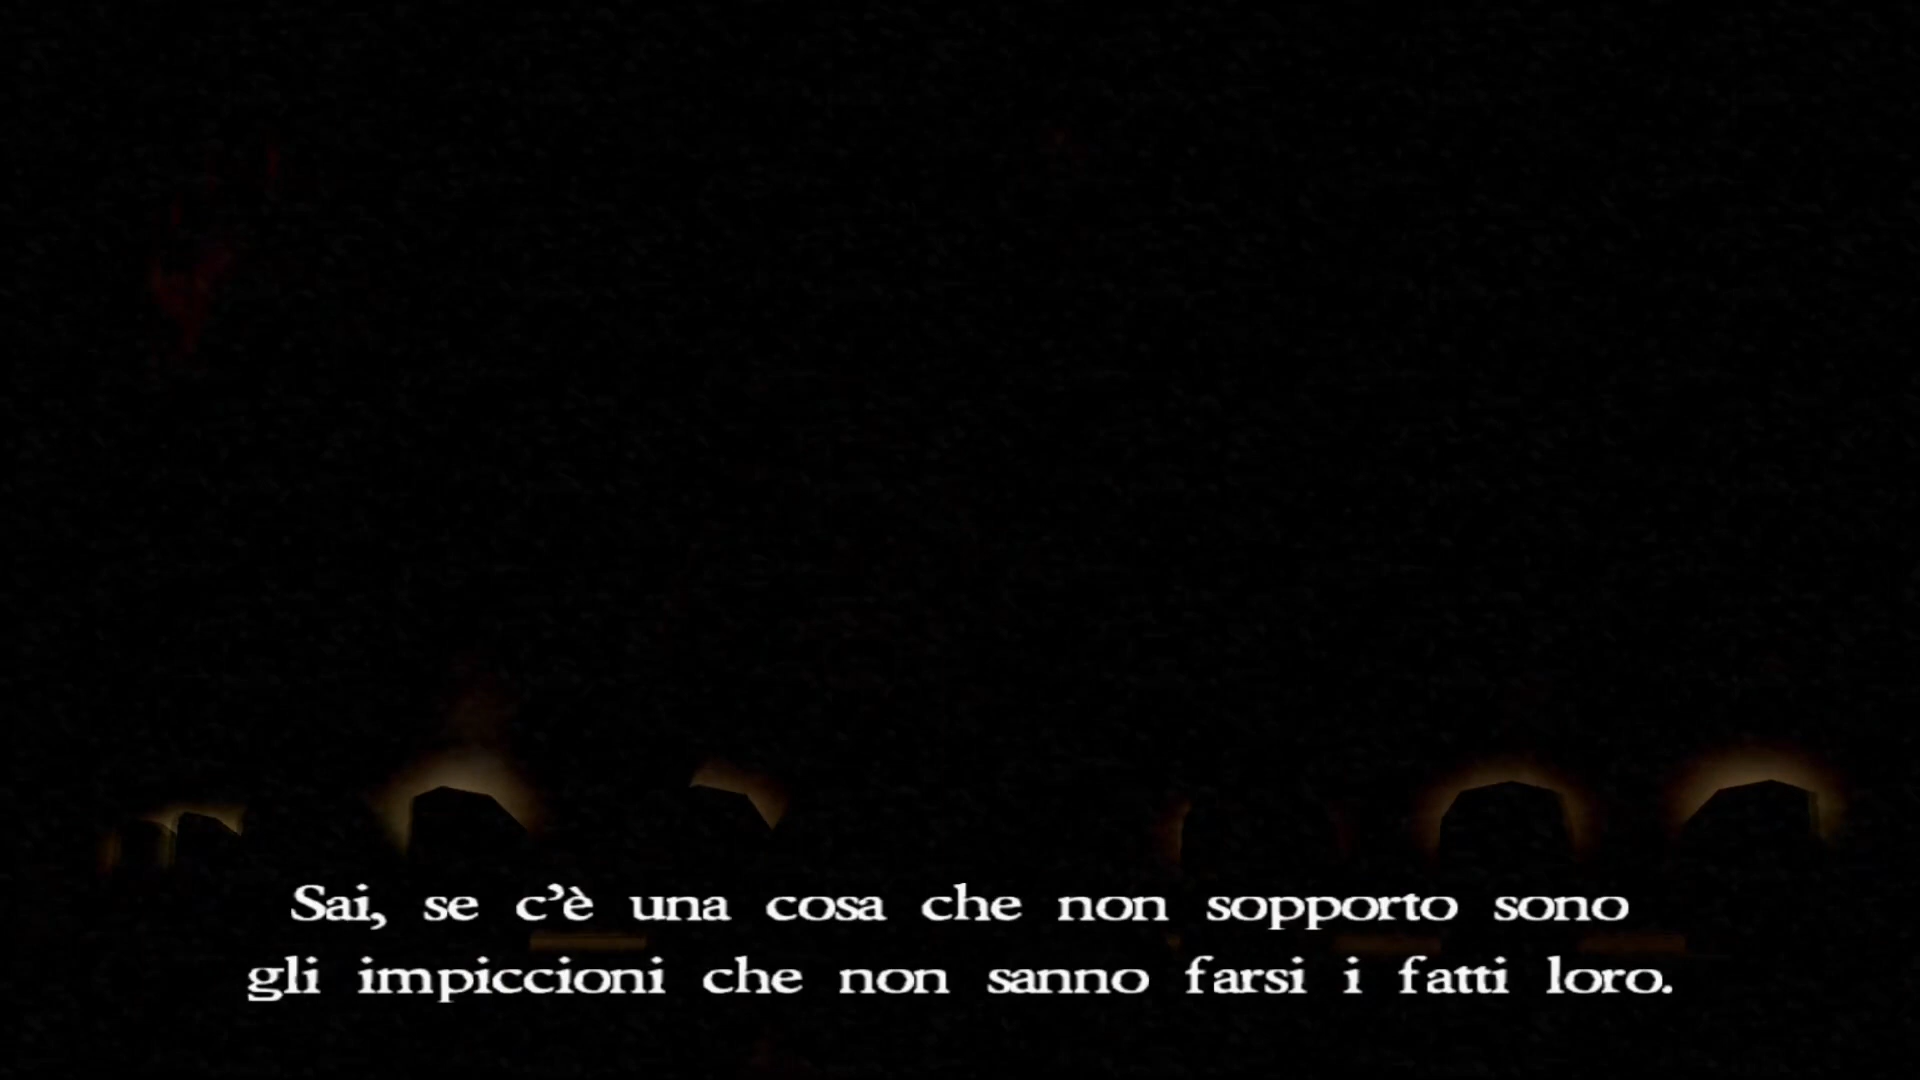 Sai, se c’è una cosa che non sopporto sono
gli impiccioni che non sanno farsi i fatti loro.